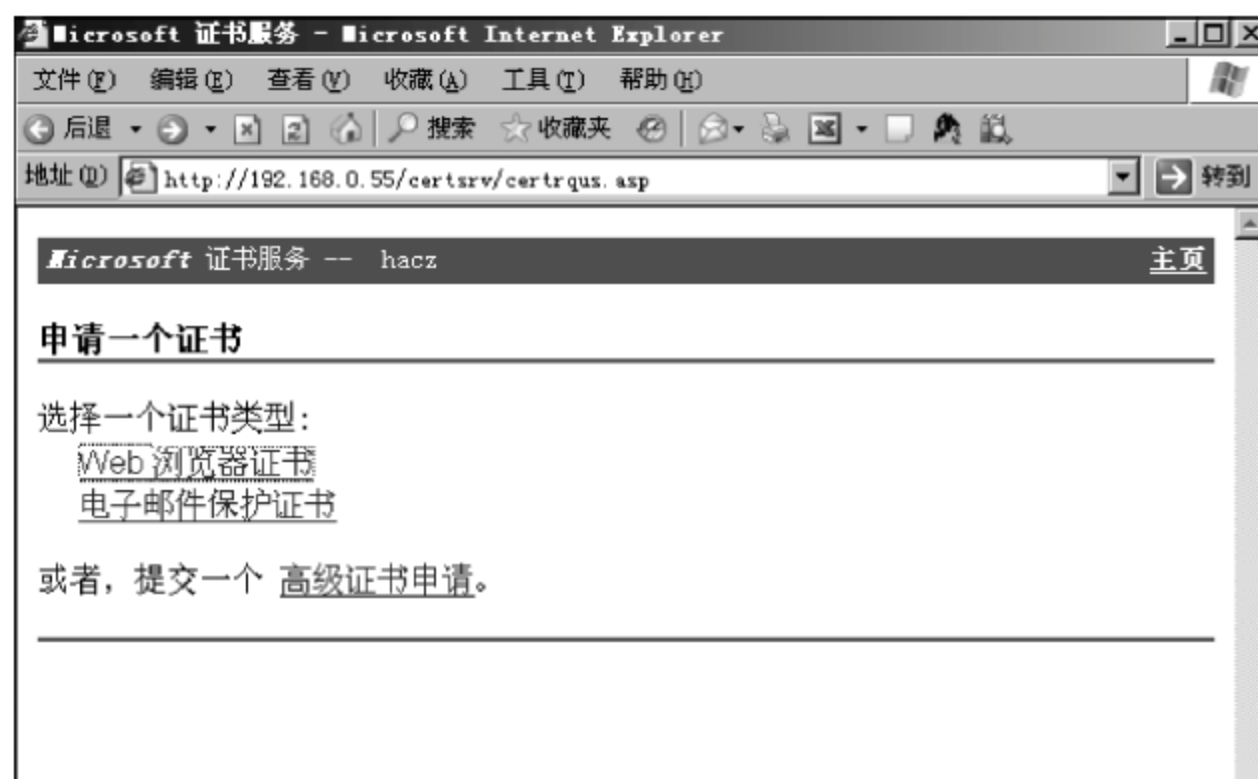 Microsoft 证书服务 - Microsoft Internet Explorer
文件(F) 编辑(E) 查看(V) 收藏(A) 工具(T) 帮助(H)
后退 搜索 收藏夹
地址(D) http://192.168.0.55/certsrv/certrqus.asp 转到
Microsoft 证书服务 -- hacz 主页
申请一个证书
选择一个证书类型:
Web 浏览器证书
电子邮件保护证书
或者，提交一个 高级证书申请。